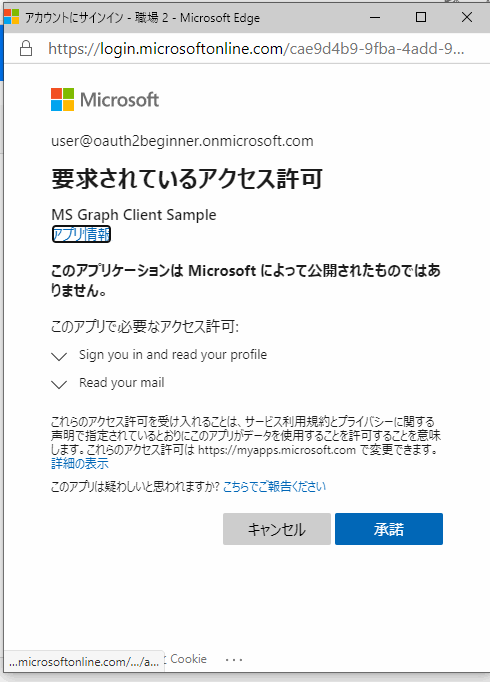 アカウントにサインイン - 職場 2 - Microsoft Edge
https://login.microsoftonline.com/cae9d4b9-9fba-4add-9...
Microsoft
user@oauth2beginner.onmicrosoft.com
要求されているアクセス許可
MS Graph Client Sample
アプリ情報
このアプリケーションは Microsoft によって公開されたものではあ
りません。
このアプリで必要なアクセス許可:
Sign you in and read your profile
Read your mail
これらのアクセス許可を受け入れることは、サービス利用規約とプライバシーに関する
声明で指定されているとおりにこのアプリがデータを使用することを許可することを意味
します。これらのアクセス許可は https://myapps.microsoft.com で変更できます。
詳細の表示
このアプリは疑わしいと思われますか? こちらでご報告ください
キャンセル 承諾
...microsoftonline.com/.../a... Cookie ...